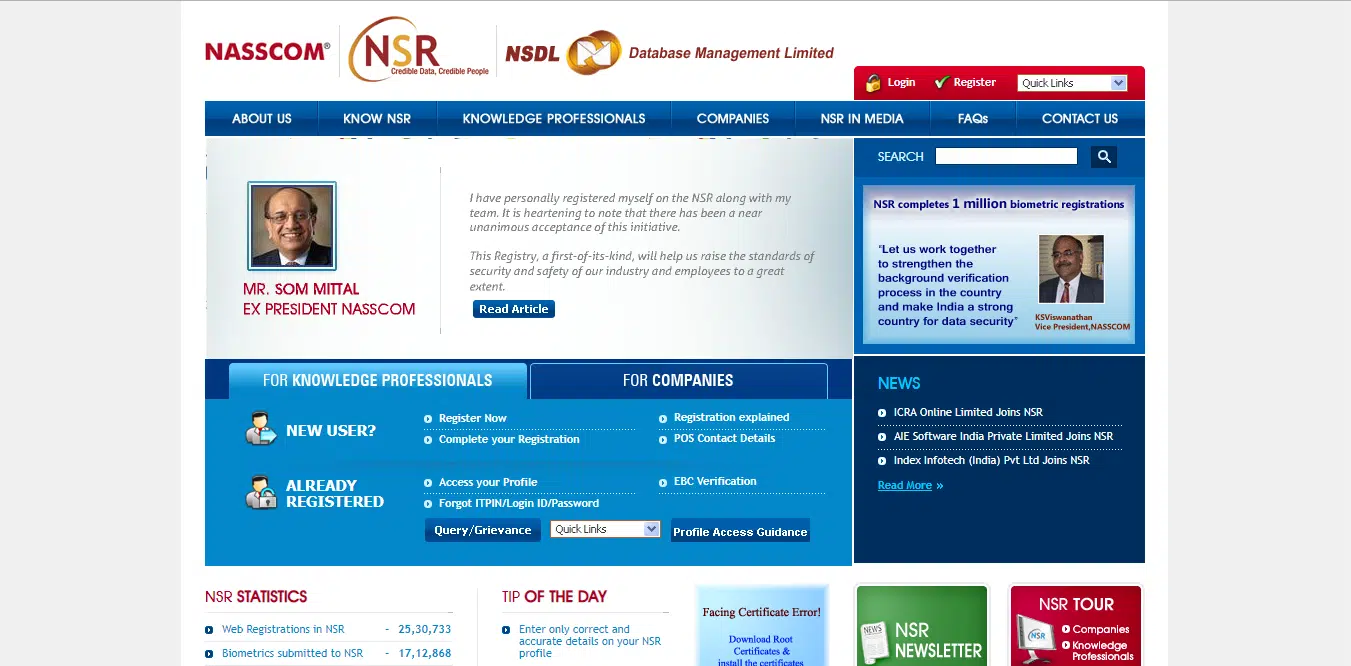 NASSCOM®
NSR
Credible Data, Credible People
NSDL
Database Management Limited
Login
Register
Quick Links
ABOUT US
KNOW NSR
KNOWLEDGE PROFESSIONALS
COMPANIES
NSR IN MEDIA
FAQs
CONTACT US
I have personally registered myself on the NSR along with my
team. It is heartening to note that there has been a near
unanimous acceptance of this initiative.
This Registry, a first-of-its-kind, will help us raise the standards of
security and safety of our industry and employees to a great
extent.
Read Article
MR. SOM MITTAL
EX PRESIDENT NASSCOM
SEARCH
NSR completes 1 million biometric registrations
"Let us work together
to strengthen the
background verification
process in the country
and make India a strong
country for data security"
KSViswanathan
Vice President,NASSCOM
FOR KNOWLEDGE PROFESSIONALS
FOR COMPANIES
NEW USER?
Register Now
Complete your Registration
Registration explained
POS Contact Details
ALREADY
REGISTERED
Access your Profile
Forgot ITPIN/Login ID/Password
EBC Verification
Query/Grievance
Quick Links
Profile Access Guidance
NEWS
ICRA Online Limited Joins NSR
AIE Software India Private Limited Joins NSR
Index Infotech (India) Pvt Ltd Joins NSR
Read More »
NSR STATISTICS
Web Registrations in NSR - 25,30,733
Biometrics submitted to NSR - 17,12,868
TIP OF THE DAY
Enter only correct and
accurate details on your NSR
profile
Facing Certificate Error!
Download Root
Certificates &
install the certificates
NEWS
NSR
NEWSLETTER
NSR TOUR
NSR
Companies
Knowledge
Professionals